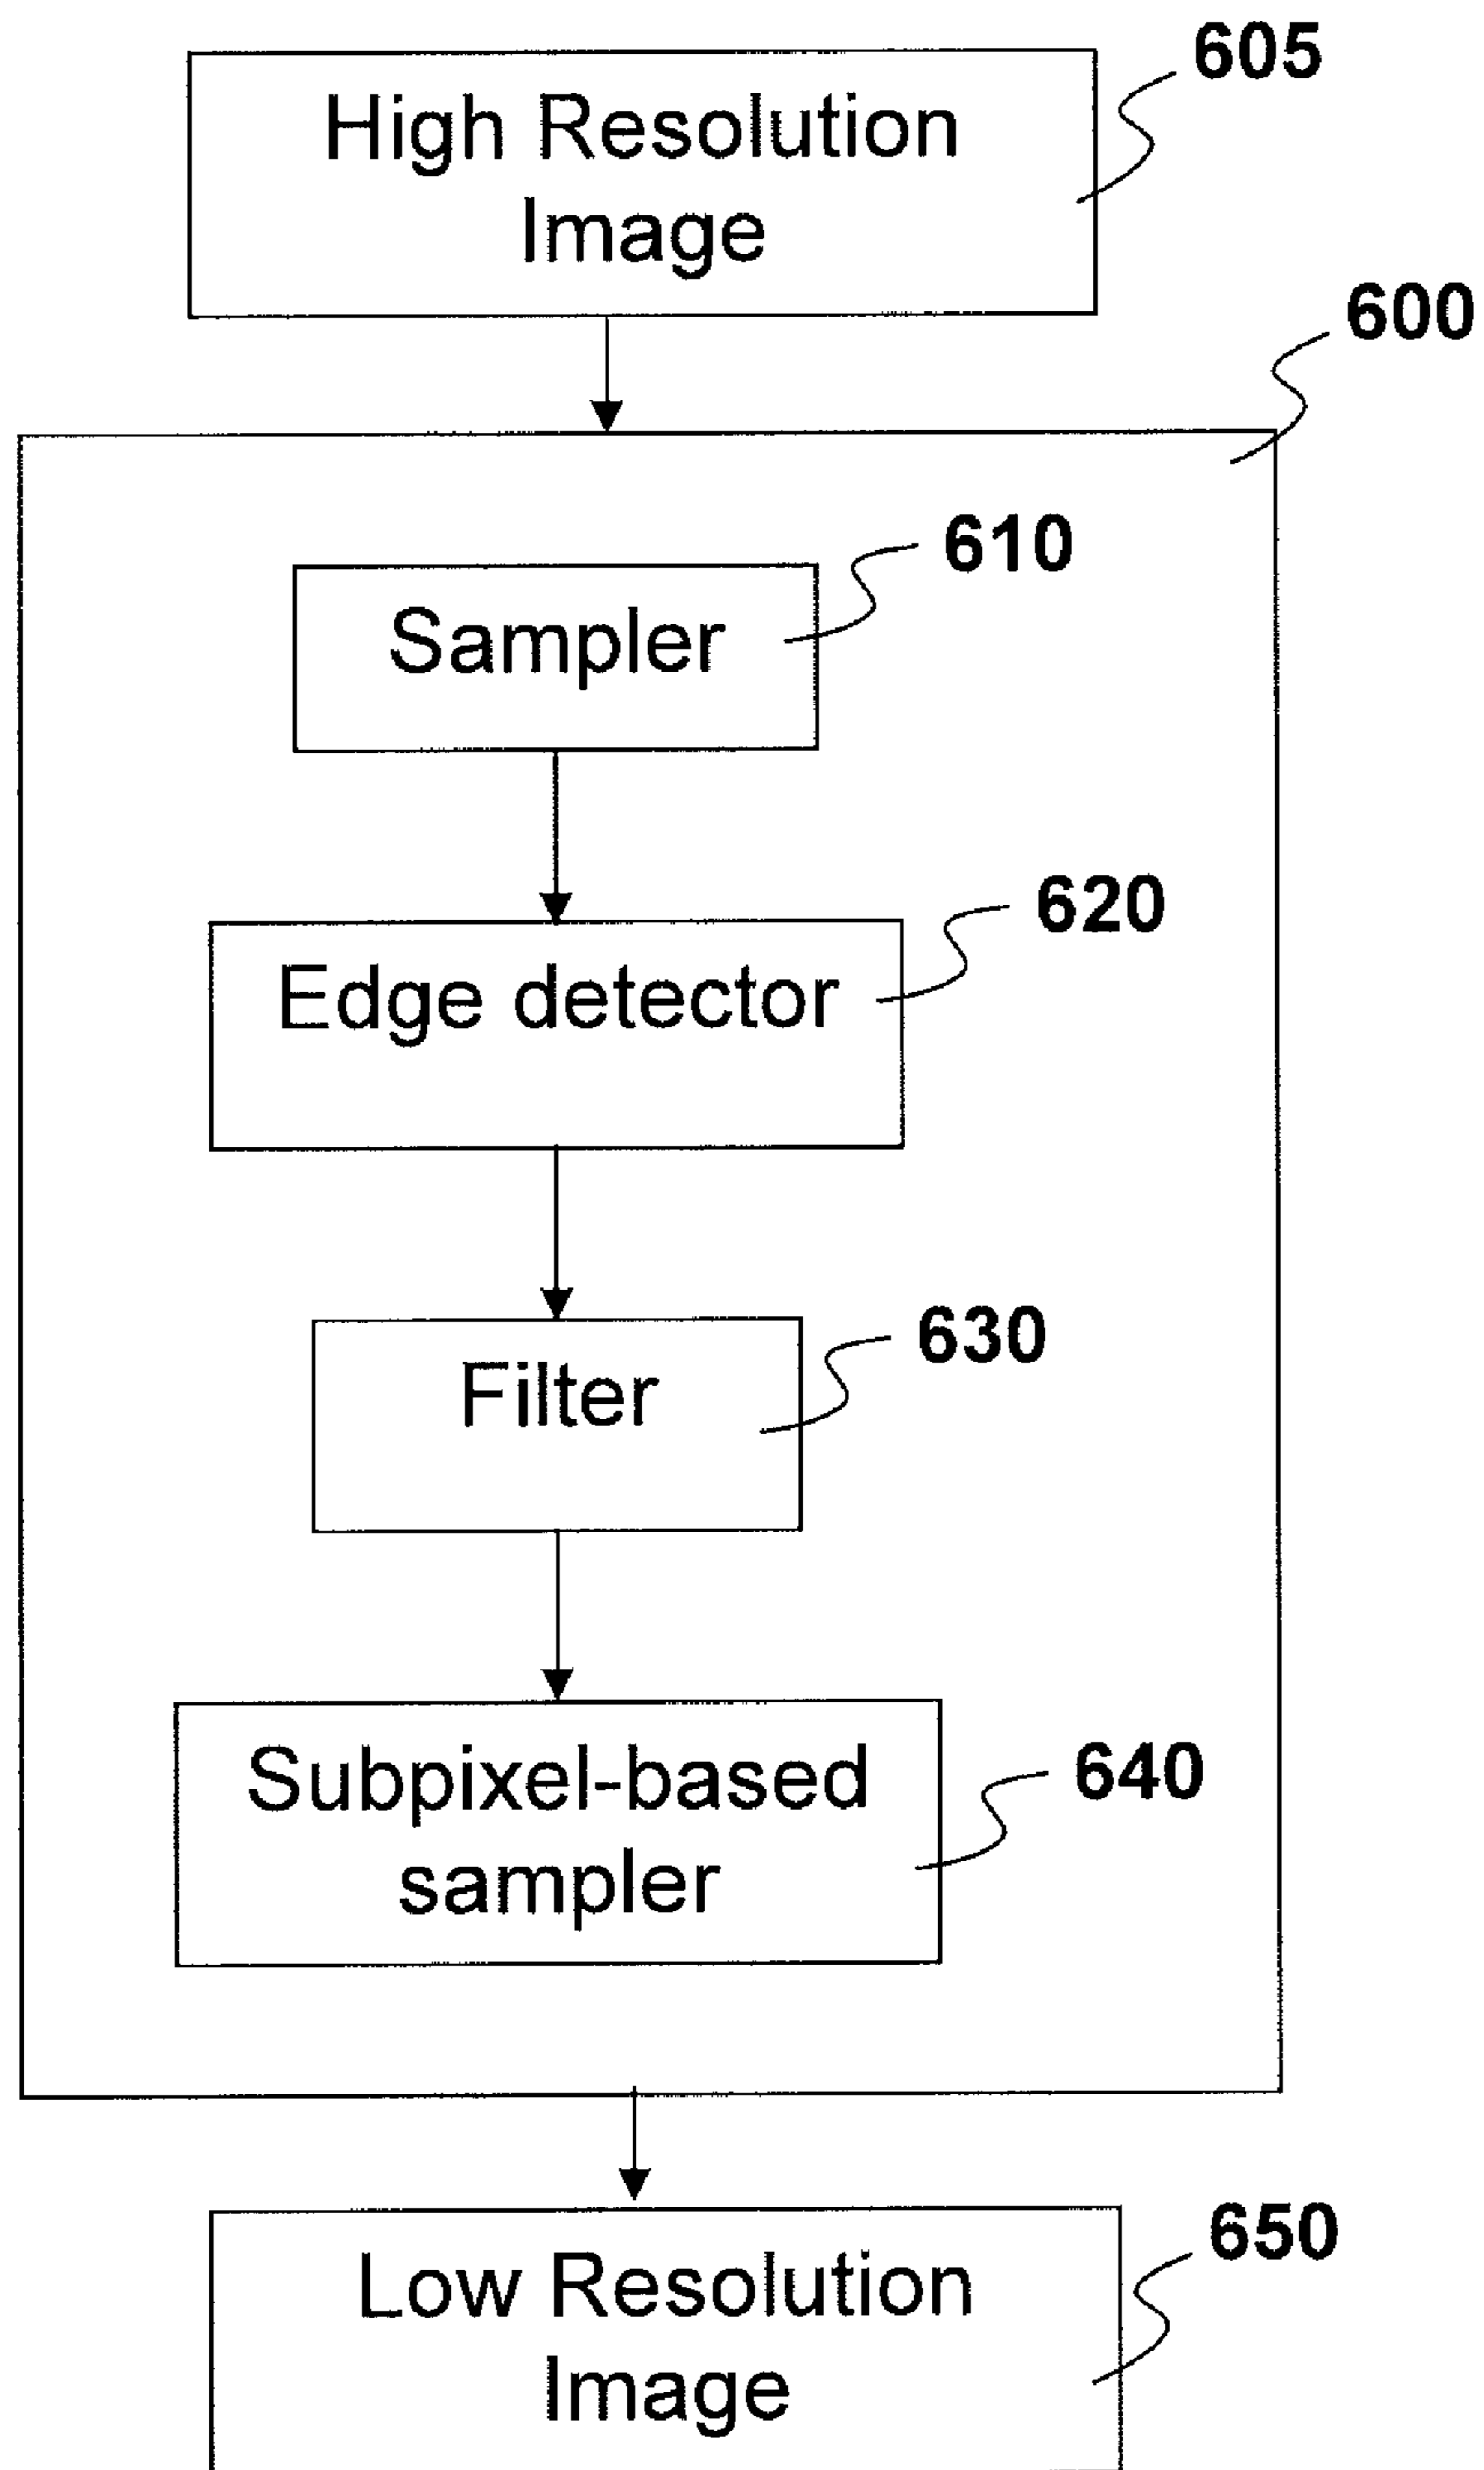 605
High Resolution
Image
600
610
Sampler
620
Edge detector
630
Filter
640
Subpixel-based
sampler
650
Low Resolution
Image